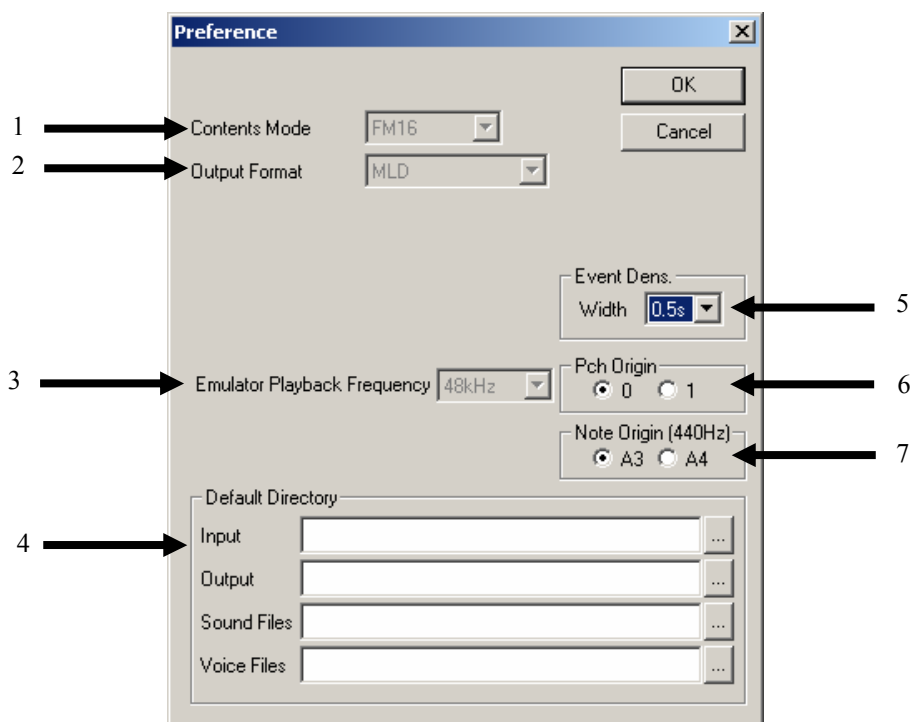 Preference
OK
1 Contents Mode FM16 Cancel
2 Output Format MLD
Event Dens.
Width 0.5s 5
3 Emulator Playback Frequency 48kHz
Pch Origin
0 1 6
Note Origin (440Hz)
A3 A4 7
Default Directory
4 Input ...
Output ...
Sound Files ...
Voice Files ...